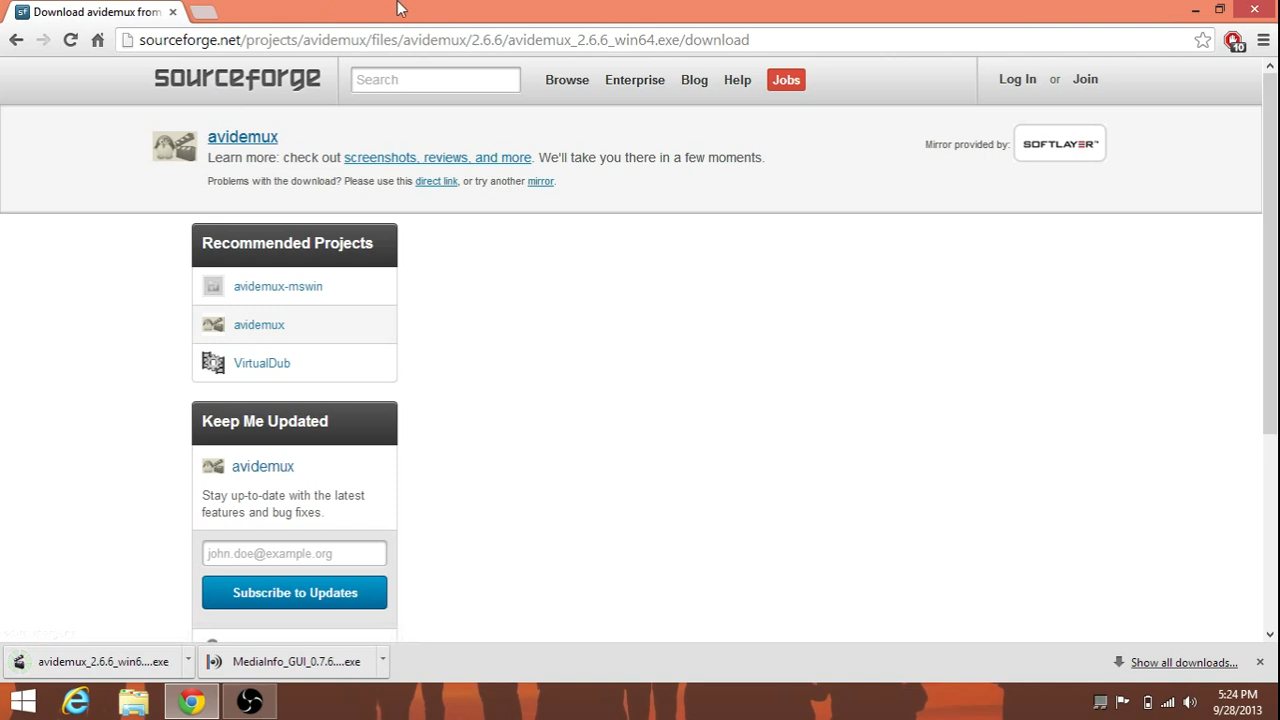 Download avidemux from
sourceforge.net/projects/avidemux/files/avidemux/2.6.6/avidemux_2.6.6_win64.exe/download
10
sourceforge
Search
Browse
Enterprise
Blog
Help
Jobs
Log In or Join
avidemux
Learn more: check out screenshots, reviews, and more. We'll take you there in a few moments.
Problems with the download? Please use this direct link, or try another mirror.
Mirror provided by: SOFTLAYER™
Recommended Projects
avidemux-mswin
avidemux
VirtualDub
Keep Me Updated
avidemux
Stay up-to-date with the latest
features and bug fixes.
john.doe@example.org
Subscribe to Updates
avidemux_2.6.6_win6....exe
MediaInfo_GUI_0.7.6....exe
Show all downloads...
5:24 PM
9/28/2013